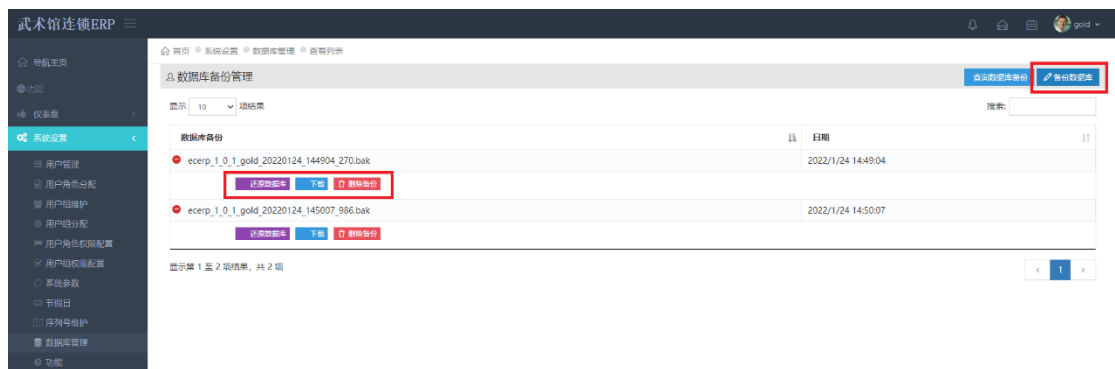 武术馆连锁ERP
gold
导航主页
功能
仪表盘
系统设置
用户管理
用户角色分配
用户组维护
用户组分配
用户角色权限配置
用户组权限配置
系统参数
节假日
序列号维护
数据库管理
功能
首页 系统设置 数据库管理 查看列表
数据库备份管理
查询数据库备份 备份数据库
显示 10 项结果
搜索:
数据库备份 日期
ecerp_1_0_1_gold_20220124_144904_270.bak 2022/1/24 14:49:04
还原数据库 下载 删除备份
ecerp_1_0_1_gold_20220124_145007_986.bak 2022/1/24 14:50:07
还原数据库 下载 删除备份
显示第 1 至 2 项结果，共 2 项
< 1 >